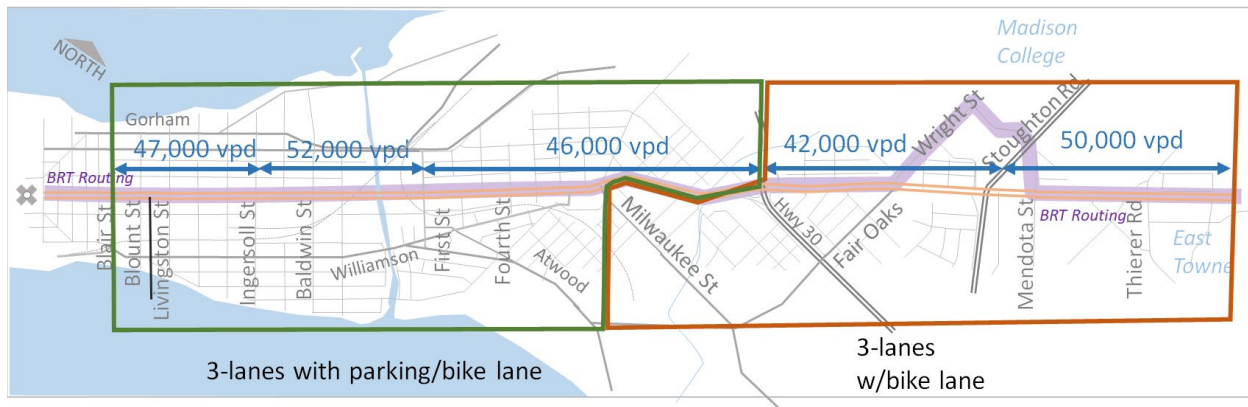 Madison
College
NORTH
Gorham
47,000 vpd
52,000 vpd
46,000 vpd
42,000 vpd
50,000 vpd
Wright St
Stoughton Rd
BRT Routing
Blair St
Blount St
Livingston St
Ingersoll St
Baldwin St
Williamson
First St
Fourth St
Atwood
Milwaukee St
Hwy 30
Fair Oaks
Mendota St
BRT Routing
Thierer Rd
East
Towne
3-lanes with parking/bike lane
3-lanes
w/bike lane